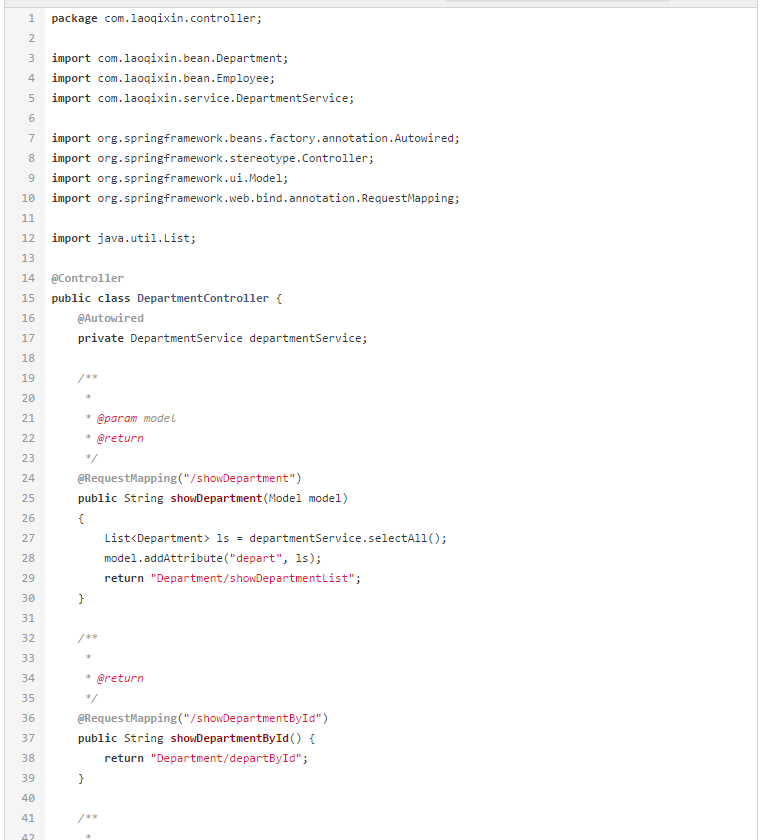 1 package com.laoqixin.controller;
2
3 import com.laoqixin.bean.Department;
4 import com.laoqixin.bean.Employee;
5 import com.laoqixin.service.DepartmentService;
6
7 import org.springframework.beans.factory.annotation.Autowired;
8 import org.springframework.stereotype.Controller;
9 import org.springframework.ui.Model;
10 import org.springframework.web.bind.annotation.RequestMapping;
11
12 import java.util.List;
13
14 @Controller
15 public class DepartmentController {
16     @Autowired
17     private DepartmentService departmentService;
18
19     /**
20      *
21      * @param model
22      * @return
23      */
24     @RequestMapping("/showDepartment")
25     public String showDepartment(Model model)
26     {
27         List<Department> ls = departmentService.selectAll();
28         model.addAttribute("depart", ls);
29         return "Department/showDepartmentList";
30     }
31
32     /**
33      *
34      * @return
35      */
36     @RequestMapping("/showDepartmentById")
37     public String showDepartmentById() {
38         return "Department/departById";
39     }
40
41     /**
42      *